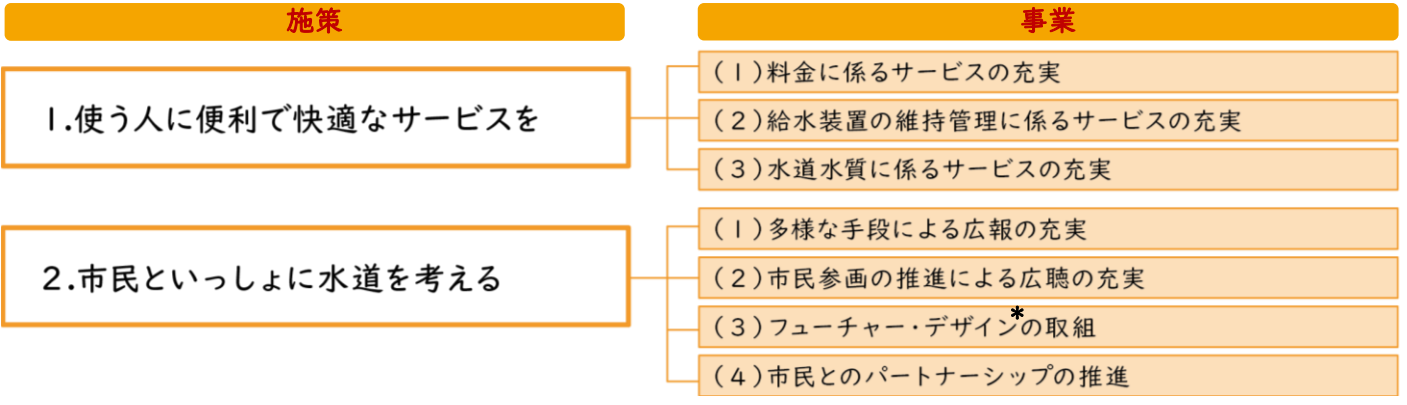 施策
事業
1.使う人に便利で快適なサービスを
(1)料金に係るサービスの充実
(2)給水装置の維持管理に係るサービスの充実
(3)水道水質に係るサービスの充実
2.市民といっしょに水道を考える
(1)多様な手段による広報の充実
(2)市民参画の推進による広聴の充実
(3)フューチャー・デザイン*の取組
(4)市民とのパートナーシップの推進